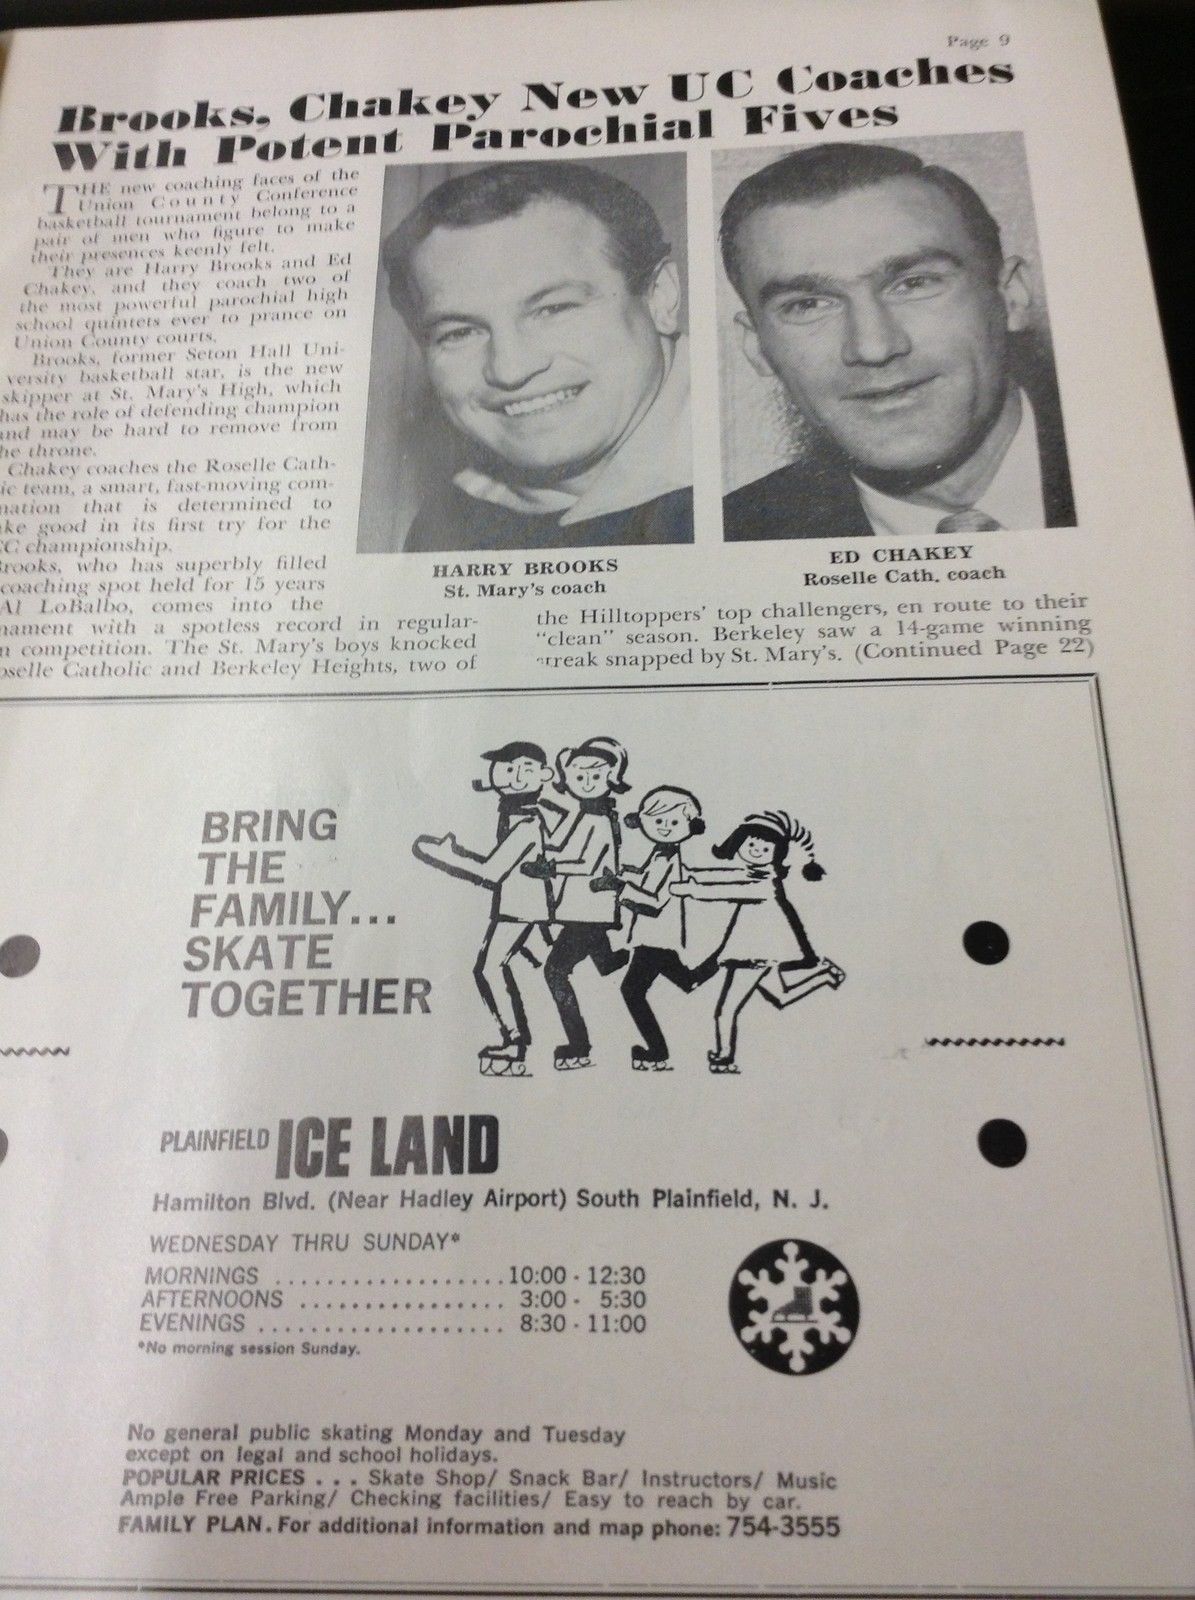 Page 9
Brooks, Chakey New UC Coaches
With Potent Parochial Fives
THE new coaching faces of the
Union County Conference
basketball tournament belong to a
pair of men who figure to make
their presences keenly felt.
They are Harry Brooks and Ed
Chakey, and they coach two of
the most powerful parochial high
school quintets ever to prance on
Union County courts.
Brooks, former Seton Hall Uni-
versity basketball star, is the new
skipper at St. Mary's High, which
has the role of defending champion
and may be hard to remove from
he throne.
Chakey coaches the Roselle Cath-
ic team, a smart, fast-moving com-
nation that is determined to
ke good in its first try for the
C championship.
Brooks, who has superbly filled
coaching spot held for 15 years
Al LoBalbo, comes into the
nament with a spotless record in regular-
n competition. The St. Mary's boys knocked
oselle Catholic and Berkeley Heights, two of
HARRY BROOKS
St. Mary's coach
ED CHAKEY
Roselle Cath. coach
the Hilltoppers' top challengers, en route to their
"clean" season. Berkeley saw a 14-game winning
streak snapped by St. Mary's. (Continued Page 22)
BRING
THE
FAMILY...
SKATE
TOGETHER
PLAINFIELD ICE LAND
Hamilton Blvd. (Near Hadley Airport) South Plainfield, N. J.
WEDNESDAY THRU SUNDAY*
MORNINGS ................... 10:00 - 12:30
AFTERNOONS ................ 3:00 - 5:30
EVENINGS .................... 8:30 - 11:00
*No morning session Sunday.
No general public skating Monday and Tuesday
except on legal and school holidays.
POPULAR PRICES . . . Skate Shop/ Snack Bar/ Instructors/ Music
Ample Free Parking/ Checking facilities/ Easy to reach by car.
FAMILY PLAN. For additional information and map phone: 754-3555